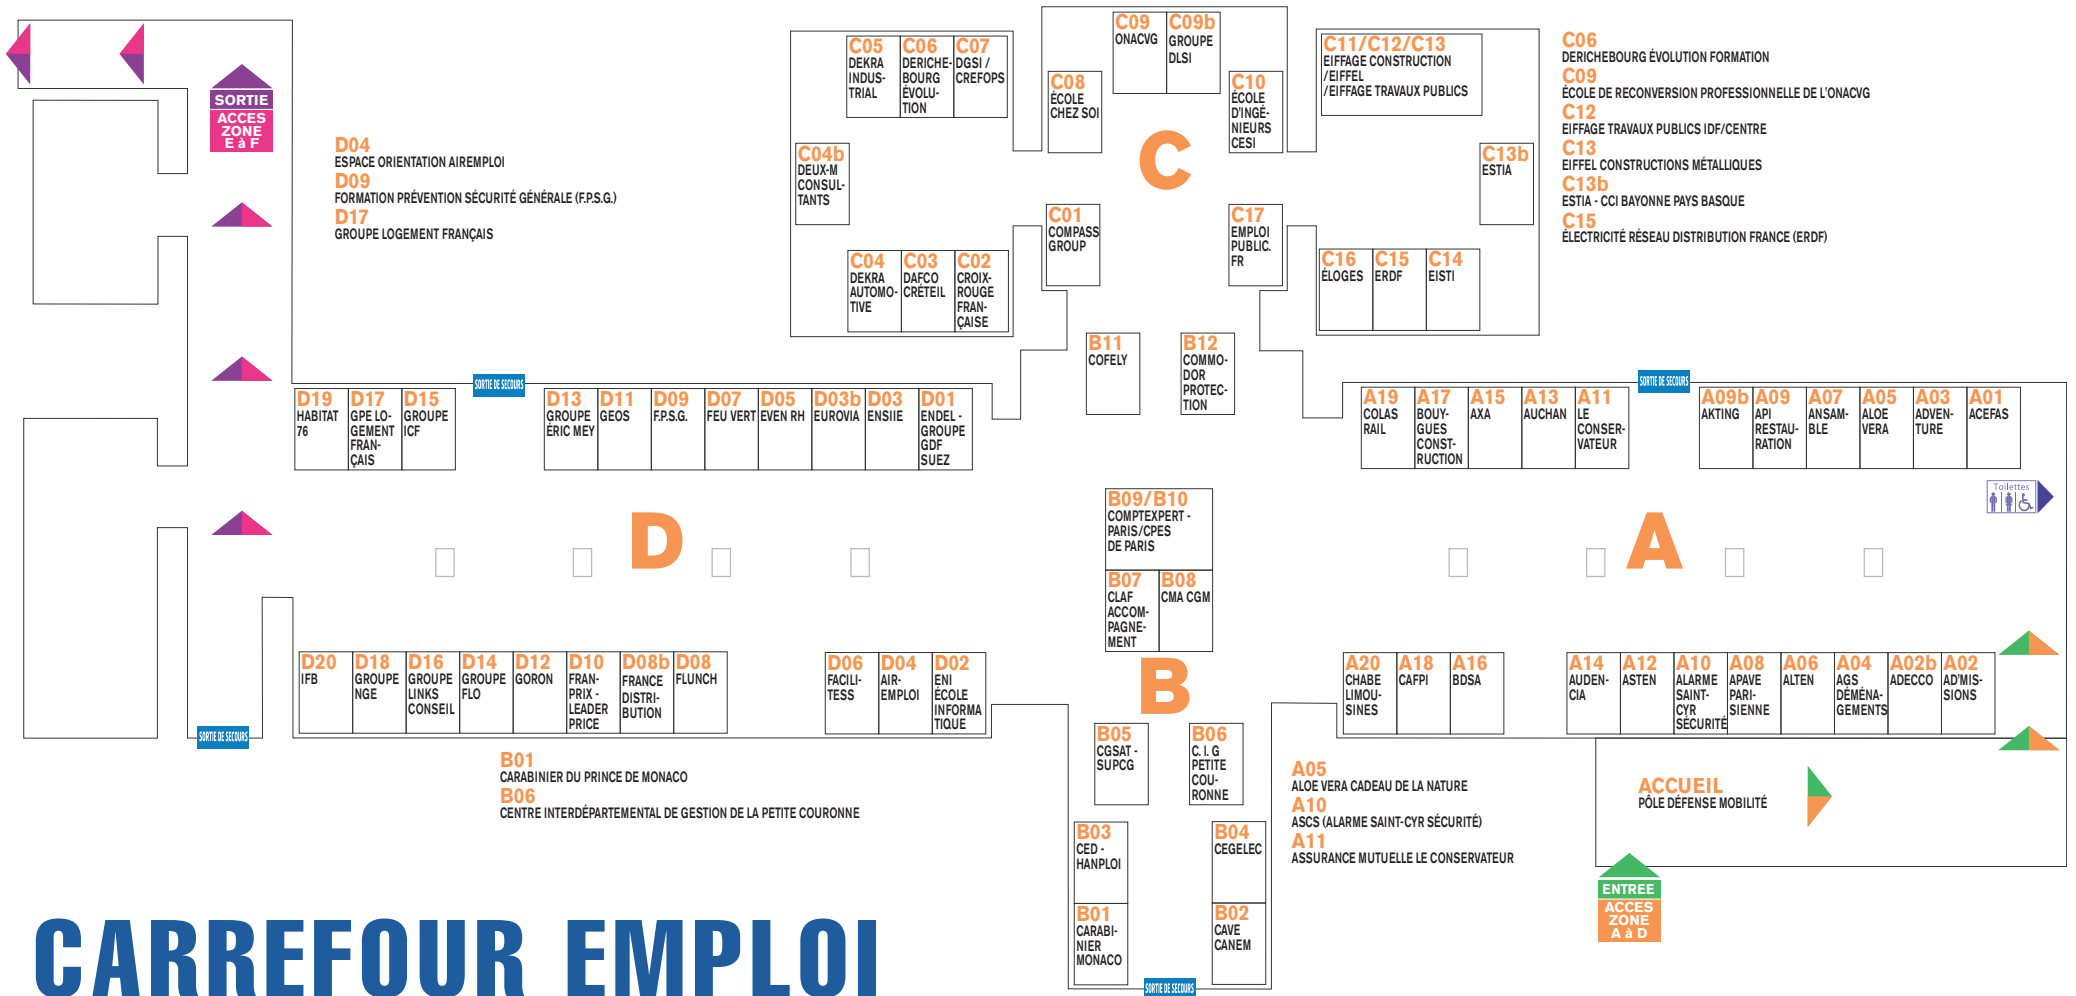 SORTIE
ACCES
ZONE
E à F
D04
ESPACE ORIENTATION AIREMPLOI
D09
FORMATION PRÉVENTION SÉCURITÉ GÉNÉRALE (F.P.S.G.)
D17
GROUPE LOGEMENT FRANÇAIS
C05
DEKRA
INDUS-
TRIAL
C06
DERICHE-
BOURG
ÉVOLU-
TION
C07
DGSI /
CREFOPS
C04b
DEUX-M
CONSUL-
TANTS
C04
DEKRA
AUTOMO-
TIVE
C03
DAFCO
CRÉTEIL
C02
CROIX-
ROUGE
FRAN-
ÇAISE
C09
ONACVG
C09b
GROUPE
DLSI
C08
ÉCOLE
CHEZ SOI
C10
ÉCOLE
D'INGÉ-
NIEURS
CESI
C
C01
COMPASS
GROUP
C17
EMPLOI
PUBLIC.
FR
C11/C12/C13
EIFFAGE CONSTRUCTION
/EIFFEL
/EIFFAGE TRAVAUX PUBLICS
C13b
ESTIA
C16
ÉLOGES
C15
ERDF
C14
EISTI
C06
DERICHEBOURG ÉVOLUTION FORMATION
C09
ÉCOLE DE RECONVERSION PROFESSIONNELLE DE L'ONACVG
C12
EIFFAGE TRAVAUX PUBLICS IDF/CENTRE
C13
EIFFEL CONSTRUCTIONS MÉTALLIQUES
C13b
ESTIA - CCI BAYONNE PAYS BASQUE
C15
ÉLECTRICITÉ RÉSEAU DISTRIBUTION FRANCE (ERDF)
B11
COFELY
B12
COMMO-
DOR
PROTEC-
TION
SORTIE DE SECOURS
SORTIE DE SECOURS
D19
HABITAT
76
D17
GPE LO-
GEMENT
FRAN-
ÇAIS
D15
GROUPE
ICF
D13
GROUPE
ÉRIC MEY
D11
GEOS
D09
F.P.S.G.
D07
FEU VERT
D05
EVEN RH
D03b
EUROVIA
D03
ENSIIE
D01
ENDEL -
GROUPE
GDF
SUEZ
A19
COLAS
RAIL
A17
BOUY-
GUES
CONST-
RUCTION
A15
AXA
A13
AUCHAN
A11
LE
CONSER-
VATEUR
A09b
AKTING
A09
API
RESTAU-
RATION
A07
ANSAM-
BLE
A05
ALOE
VERA
A03
ADVEN-
TURE
A01
ACEFAS
Toilettes
D
A
B09/B10
COMPTEXPERT -
PARIS/CPES
DE PARIS
B07
CLAF
ACCOM-
PAGNE-
MENT
B08
CMA CGM
B
D20
IFB
D18
GROUPE
NGE
D16
GROUPE
LINKS
CONSEIL
D14
GROUPE
FLO
D12
GORON
D10
FRAN-
PRIX -
LEADER
PRICE
D08b
FRANCE
DISTRI-
BUTION
D08
FLUNCH
D06
FACILI-
TESS
D04
AIR-
EMPLOI
D02
ENI
ÉCOLE
INFORMA
TIQUE
A20
CHABE
LIMOU-
SINES
A18
CAFPI
A16
BDSA
A14
AUDEN-
CIA
A12
ASTEN
A10
ALARME
SAINT-
CYR
SÉCURITÉ
A08
APAVE
PARI-
SIENNE
A06
ALTEN
A04
AGS
DÉMÉNA-
GEMENTS
A02b
ADECCO
A02
AD'MIS-
SIONS
SORTIE DE SECOURS
B01
CARABINIER DU PRINCE DE MONACO
B06
CENTRE INTERDÉPARTEMENTAL DE GESTION DE LA PETITE COURONNE
B05
CGSAT -
SUPCG
B06
C. I. G
PETITE
COU-
RONNE
B03
CED -
HANPLOI
B04
CEGELEC
B01
CARABI-
NIER
MONACO
B02
CAVE
CANEM
SORTIE DE SECOURS
A05
ALOE VERA CADEAU DE LA NATURE
A10
ASCS (ALARME SAINT-CYR SÉCURITÉ)
A11
ASSURANCE MUTUELLE LE CONSERVATEUR
ACCUEIL
PÔLE DÉFENSE MOBILITÉ
ENTREE
ACCES
ZONE
A à D
CARREFOUR EMPLOI